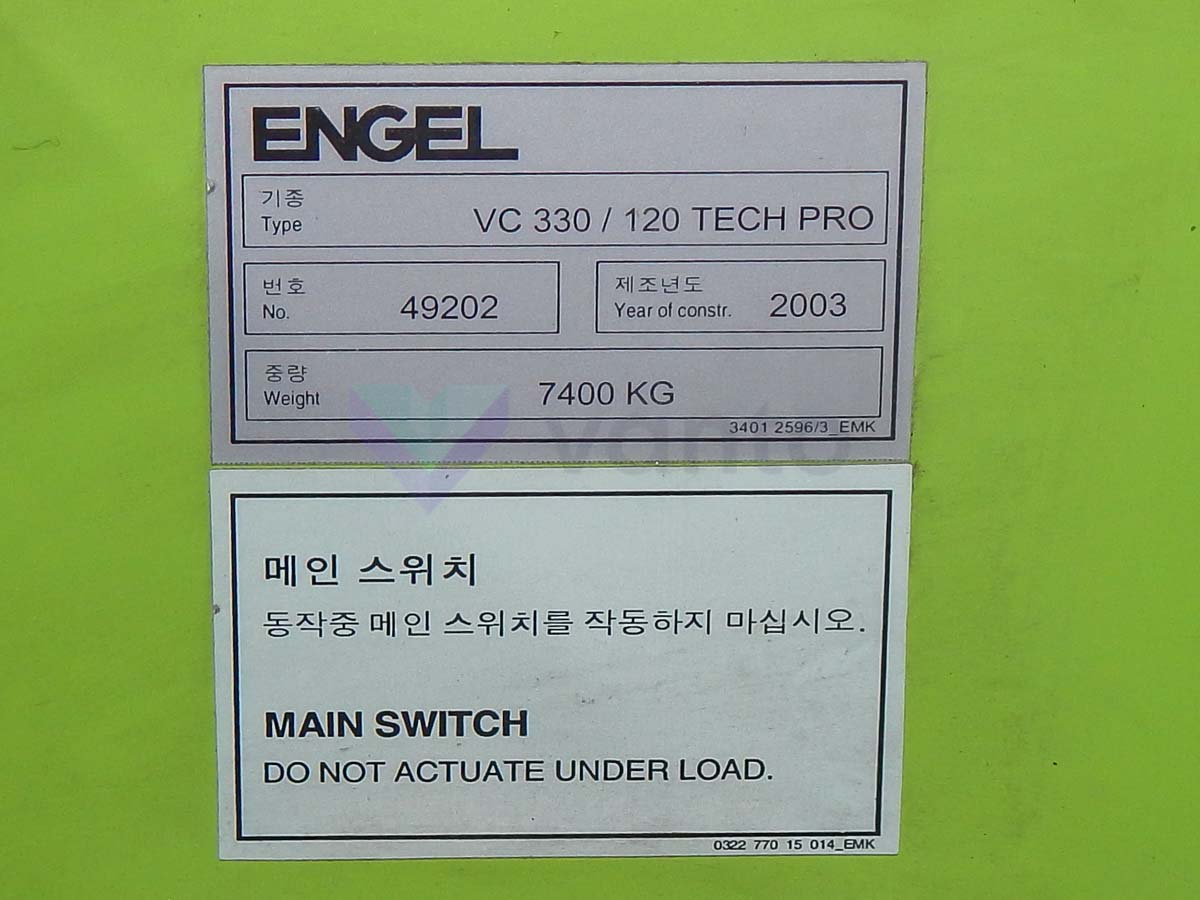 ENGEL
기종
Type
VC 330 / 120 TECH PRO
번호
No.
49202
제조년도
Year of constr.
2003
중량
Weight
7400 KG
3401 2596/3_EMK
vanto
메인 스위치
동작중 메인 스위치를 작동하지 마십시오.
MAIN SWITCH
DO NOT ACTUATE UNDER LOAD.
0322 770 15 014_EMK